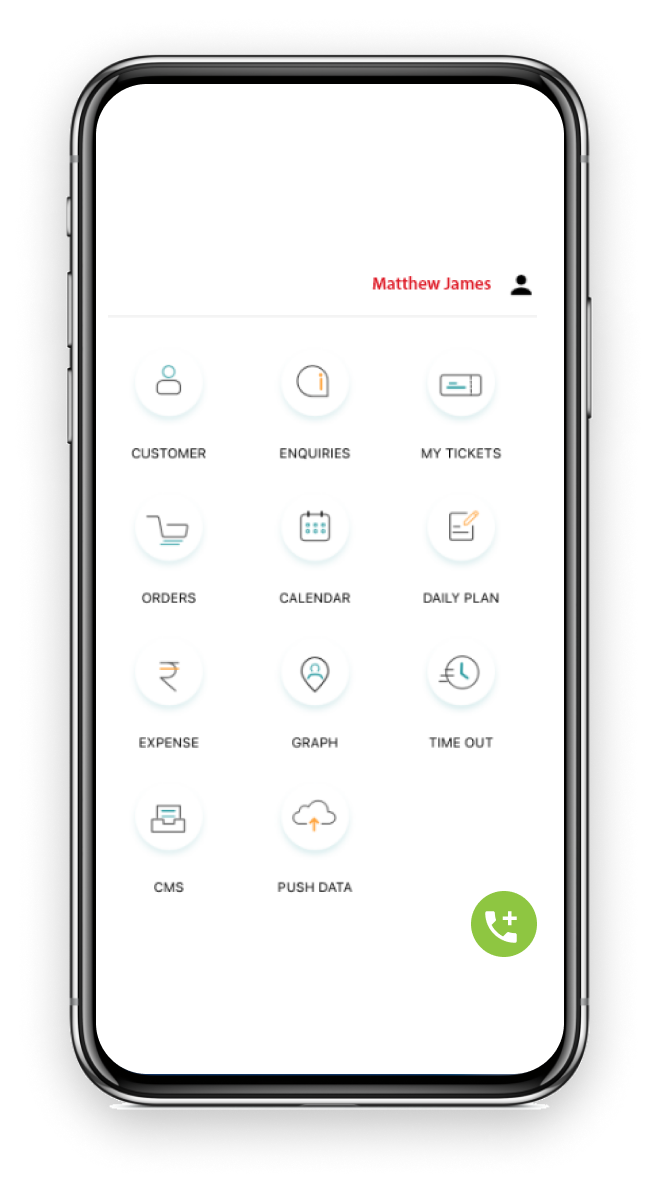 Matthew James
CUSTOMER ENQUIRIES MY TICKETS
ORDERS CALENDAR DAILY PLAN
EXPENSE GRAPH TIME OUT
CMS PUSH DATA